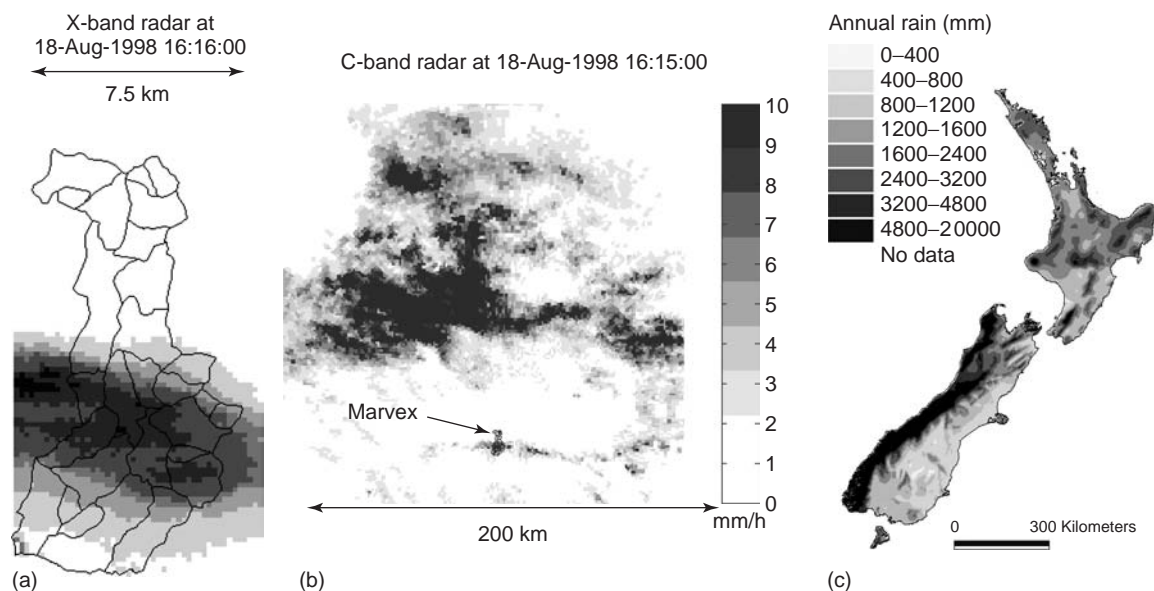 X-band radar at
18-Aug-1998 16:16:00
7.5 km
(a)
C-band radar at 18-Aug-1998 16:15:00
Marvex
200 km
10
9
8
7
6
5
4
3
2
1
0
mm/h
(b)
Annual rain (mm)
0–400
400–800
800–1200
1200–1600
1600–2400
2400–3200
3200–4800
4800–20000
No data
0 300 Kilometers
(c)